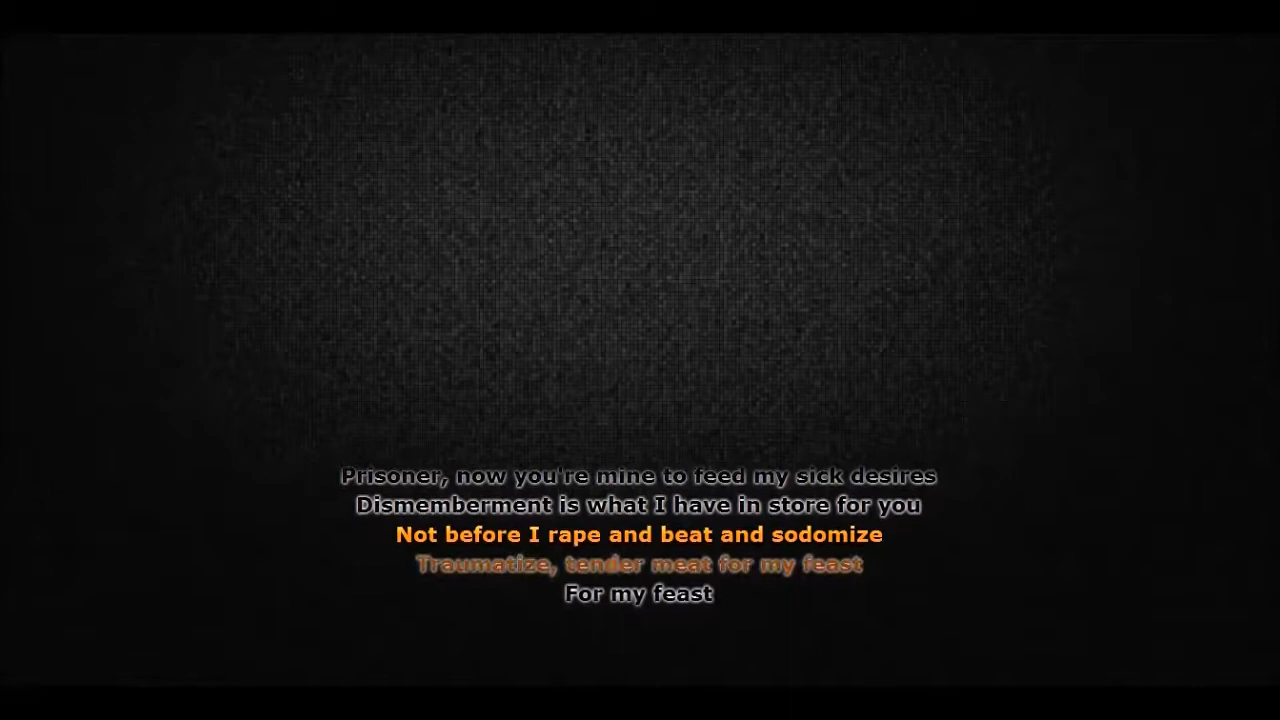 Prisoner, now you're mine to feed my sick desires
Dismemberment is what I have in store for you
Not before I rape and beat and sodomize
Traumatize, tender meat for my feast
For my feast